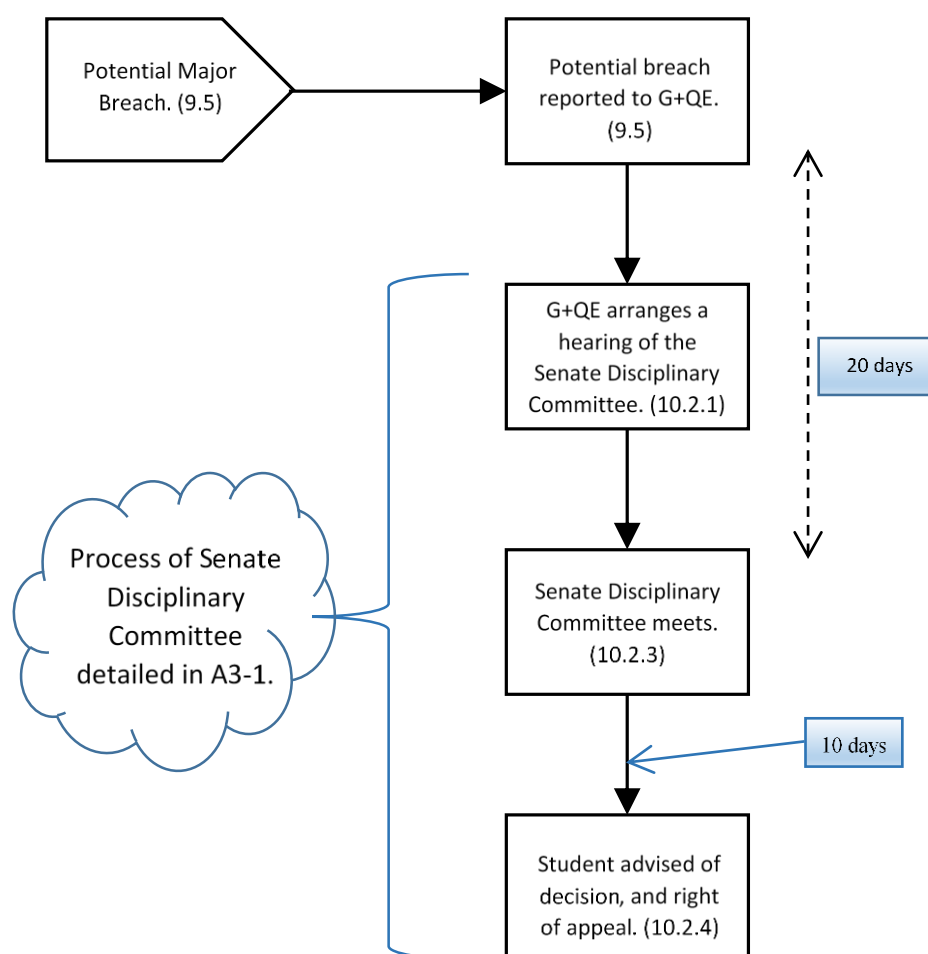 Potential Major
Breach. (9.5)
Potential breach
reported to G+QE.
(9.5)
G+QE arranges a
hearing of the
Senate Disciplinary
Committee. (10.2.1)
20 days
Process of Senate
Disciplinary
Committee
detailed in A3-1.
Senate Disciplinary
Committee meets.
(10.2.3)
10 days
Student advised of
decision, and right
of appeal. (10.2.4)